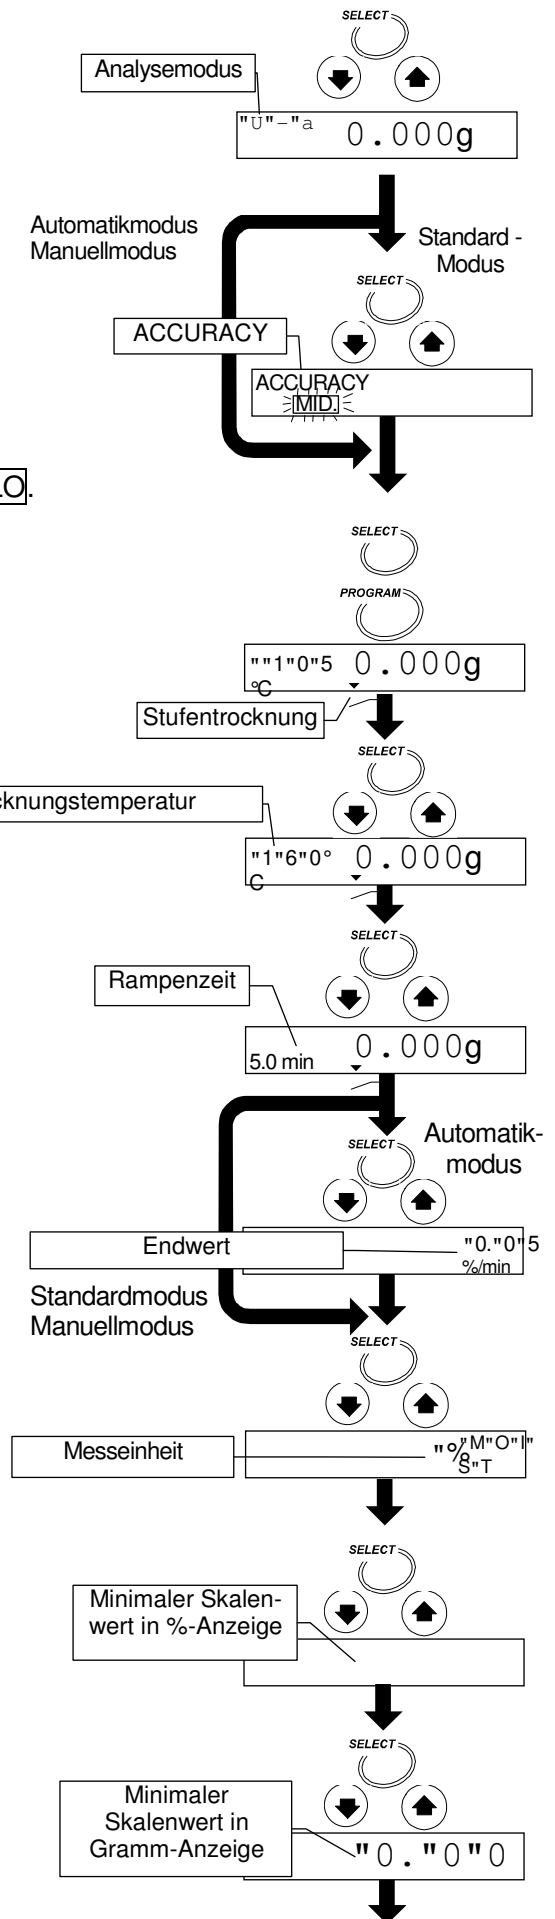 SELECT
Analysemodus
"U"-"a 0.000g
Automatikmodus
Manuellmodus
Standard -
Modus
SELECT
ACCURACY
ACCURACY
MID.
LO.
SELECT
PROGRAM
""1"0"5 0.000g
°C
Stufentrocknung
SELECT
cknungstemperatur
"1"6"0° 0.000g
C
SELECT
Rampenzeit
0.000g
5.0 min
Automatik-
modus
SELECT
Endwert
"0."0"5
%/min
Standardmodus
Manuellmodus
SELECT
Messeinheit
"% "M"O"I"
S"T
SELECT
Minimaler Skalen-
wert in %-Anzeige
SELECT
Minimaler
Skalenwert in
Gramm-Anzeige
"0."0"0